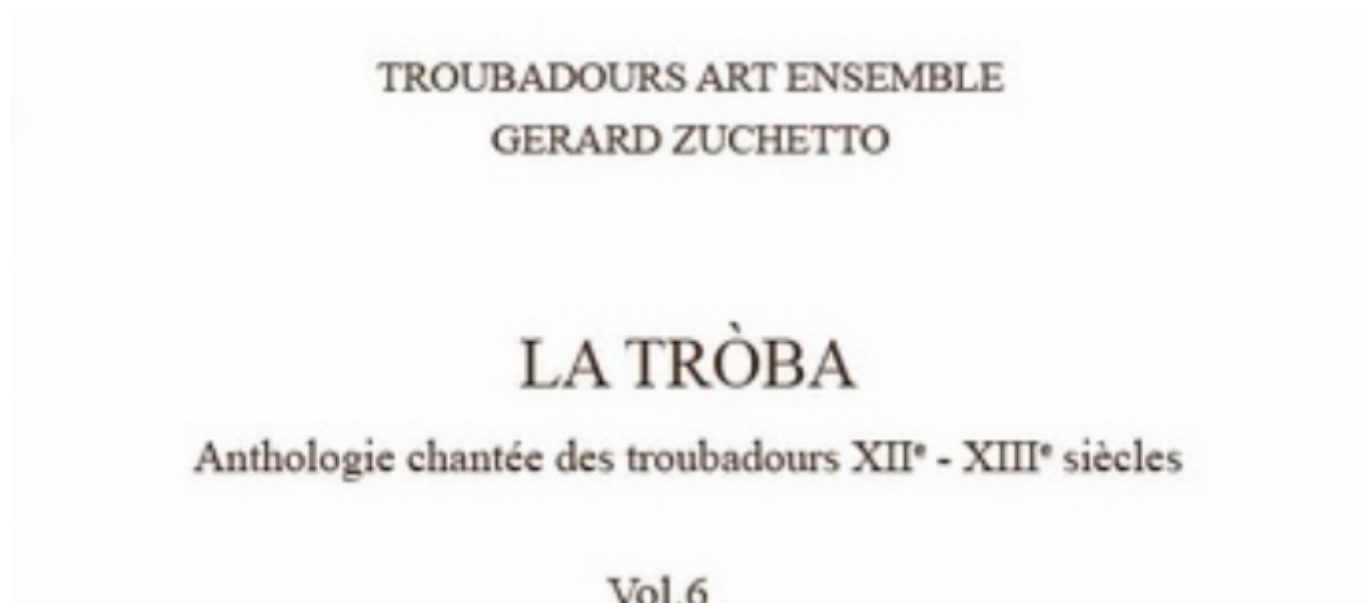 TROUBADOURS ART ENSEMBLE
GERARD ZUCHETTO
LA TRÒBA
Anthologie chantée des troubadours XIIᵉ - XIIIᵉ siècles
Vol.6